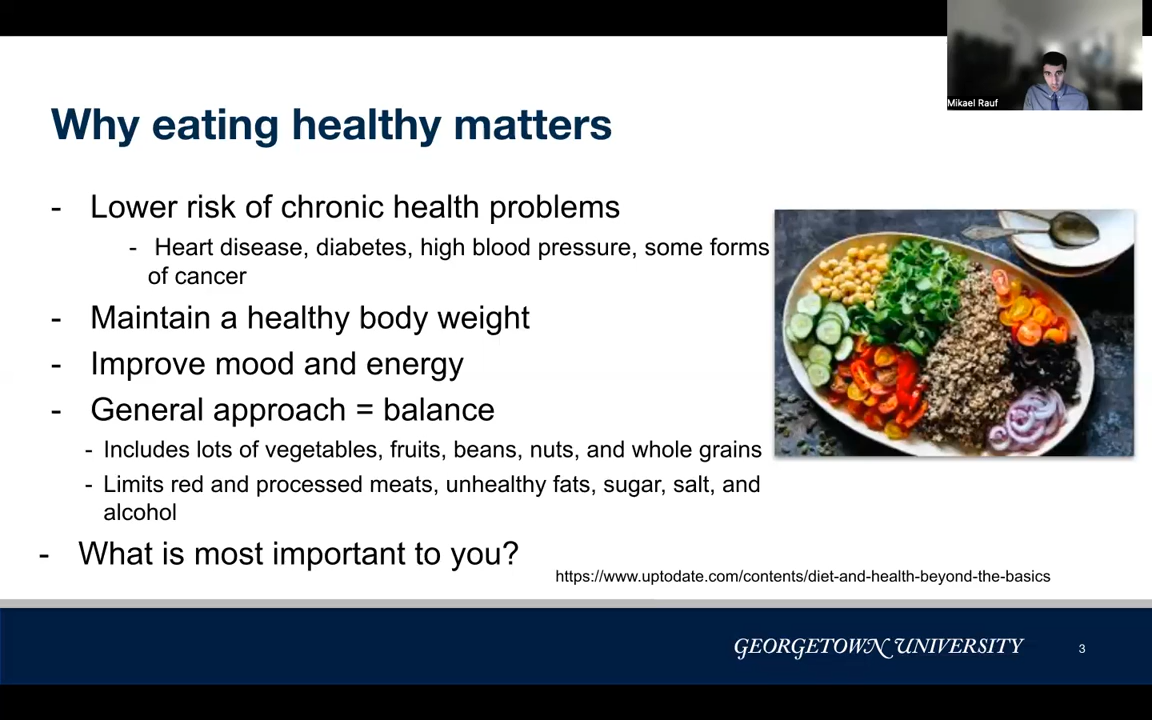 Mikael Rauf
Why eating healthy matters
- Lower risk of chronic health problems
- Heart disease, diabetes, high blood pressure, some forms
of cancer
- Maintain a healthy body weight
- Improve mood and energy
- General approach = balance
- Includes lots of vegetables, fruits, beans, nuts, and whole grains
- Limits red and processed meats, unhealthy fats, sugar, salt, and
alcohol
- What is most important to you?
https://www.uptodate.com/contents/diet-and-health-beyond-the-basics
GEORGETOWN UNIVERSITY
3